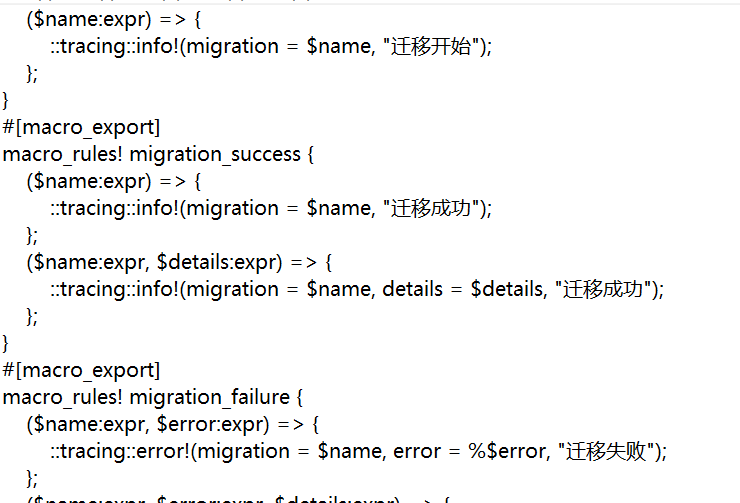 ($name:expr) => {
::tracing::info!(migration = $name, "迁移开始");
};
}
#[macro_export]
macro_rules! migration_success {
($name:expr) => {
::tracing::info!(migration = $name, "迁移成功");
};
($name:expr, $details:expr) => {
::tracing::info!(migration = $name, details = $details, "迁移成功");
};
}
#[macro_export]
macro_rules! migration_failure {
($name:expr, $error:expr) => {
::tracing::error!(migration = $name, error = %$error, "迁移失败");
};
($name:expr, $error:expr, $details:expr) => {